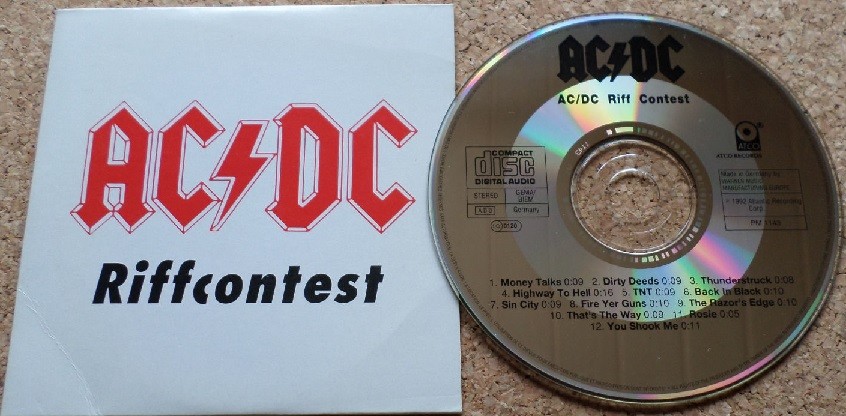 AC/DC
Riffcontest
AC/DC
AC/DC Riff Contest
COMPACT
disc
DIGITAL AUDIO
STEREO
GEMA/
BIEM
Germany
ATCO
ATCO RECORDS
Made in Germany by
1. Money Talks 0:09 2. Dirty Deeds 0:09 3. Thunderstruck 0:08
4. Highway To Hell 0:16 5. TNT 0:09 6. Back In Black 0:10
7. Sin City 0:09 8. Fire Yer Guns 0:10 9. The Razor's Edge 0:10
10. That's The Way 0:09 11. Rosie 0:05
12. You Shook Me 0:11